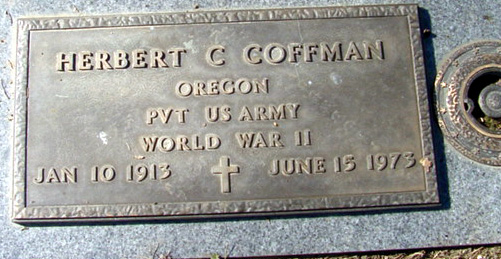 HERBERT C COFFMAN
OREGON
PVT US ARMY
WORLD WAR II
JAN 10 1913 JUNE 15 1973